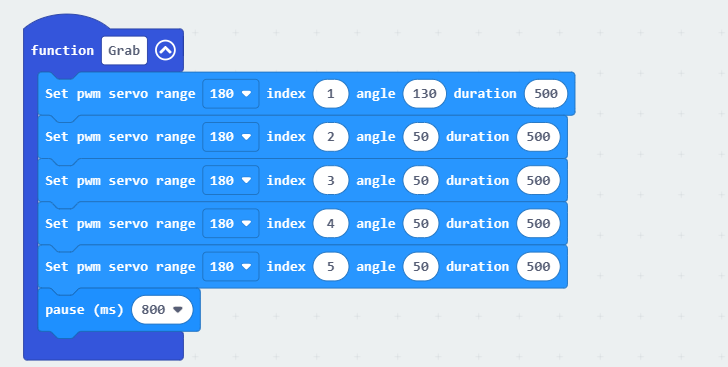 function Grab
Set pwm servo range 180 index 1 angle 130 duration 500
Set pwm servo range 180 index 2 angle 50 duration 500
Set pwm servo range 180 index 3 angle 50 duration 500
Set pwm servo range 180 index 4 angle 50 duration 500
Set pwm servo range 180 index 5 angle 50 duration 500
pause (ms) 800